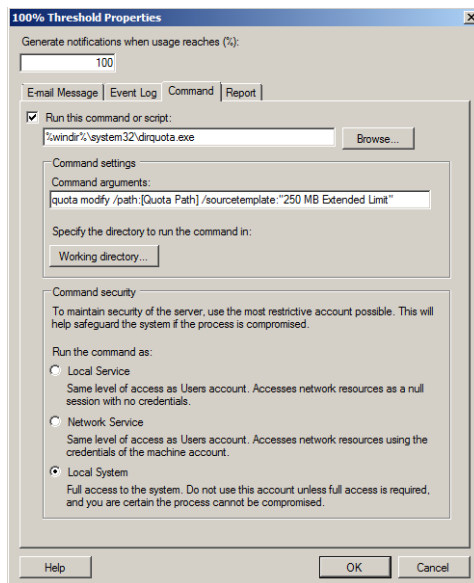 100% Threshold Properties
Generate notifications when usage reaches (%):
100
E-mail Message Event Log Command Report
Run this command or script:
%windir%\system32\dirquota.exe Browse...
Command settings
Command arguments:
quota modify /path:[Quota Path] /sourcetemplate:"250 MB Extended Limit"
Specify the directory to run the command in:
Working directory...
Command security
To maintain security of the server, use the most restrictive account possible. This will
help safeguard the system if the process is compromised.
Run the command as:
Local Service
Same level of access as Users account. Accesses network resources as a null
session with no credentials.
Network Service
Same level of access as Users account. Accesses network resources using the
credentials of the machine account.
Local System
Full access to the system. Do not use this account unless full access is required,
and you are certain the process cannot be compromised.
Help OK Cancel